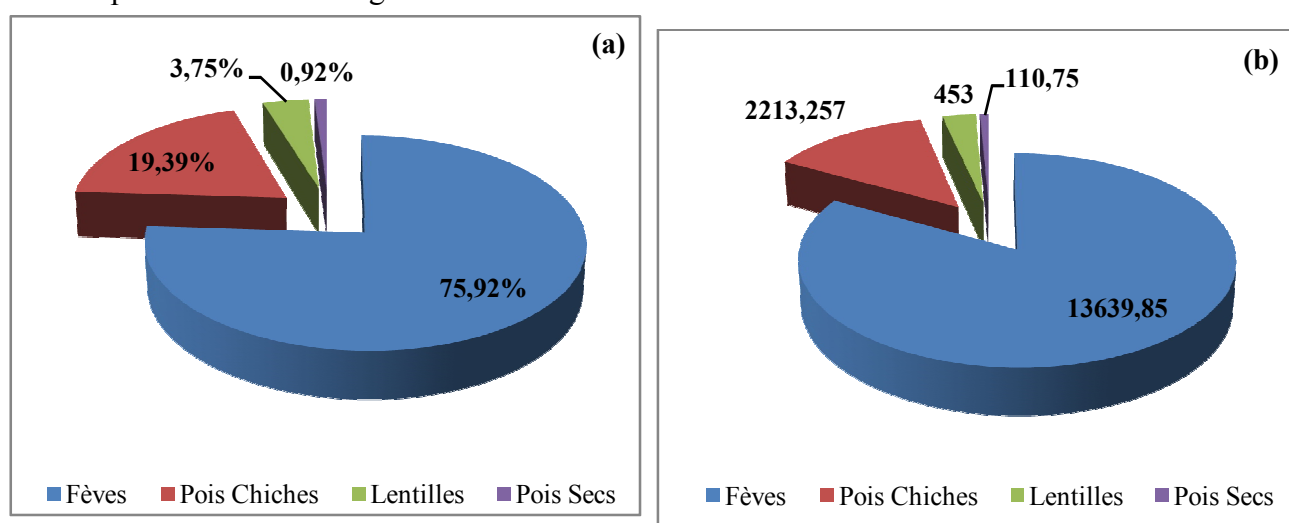 (a)
3,75% 0,92%
19,39%
75,92%
Fèves Pois Chiches Lentilles Pois Secs
(b)
110,75
453
2213,257
13639,85
Fèves Pois Chiches Lentilles Pois Secs